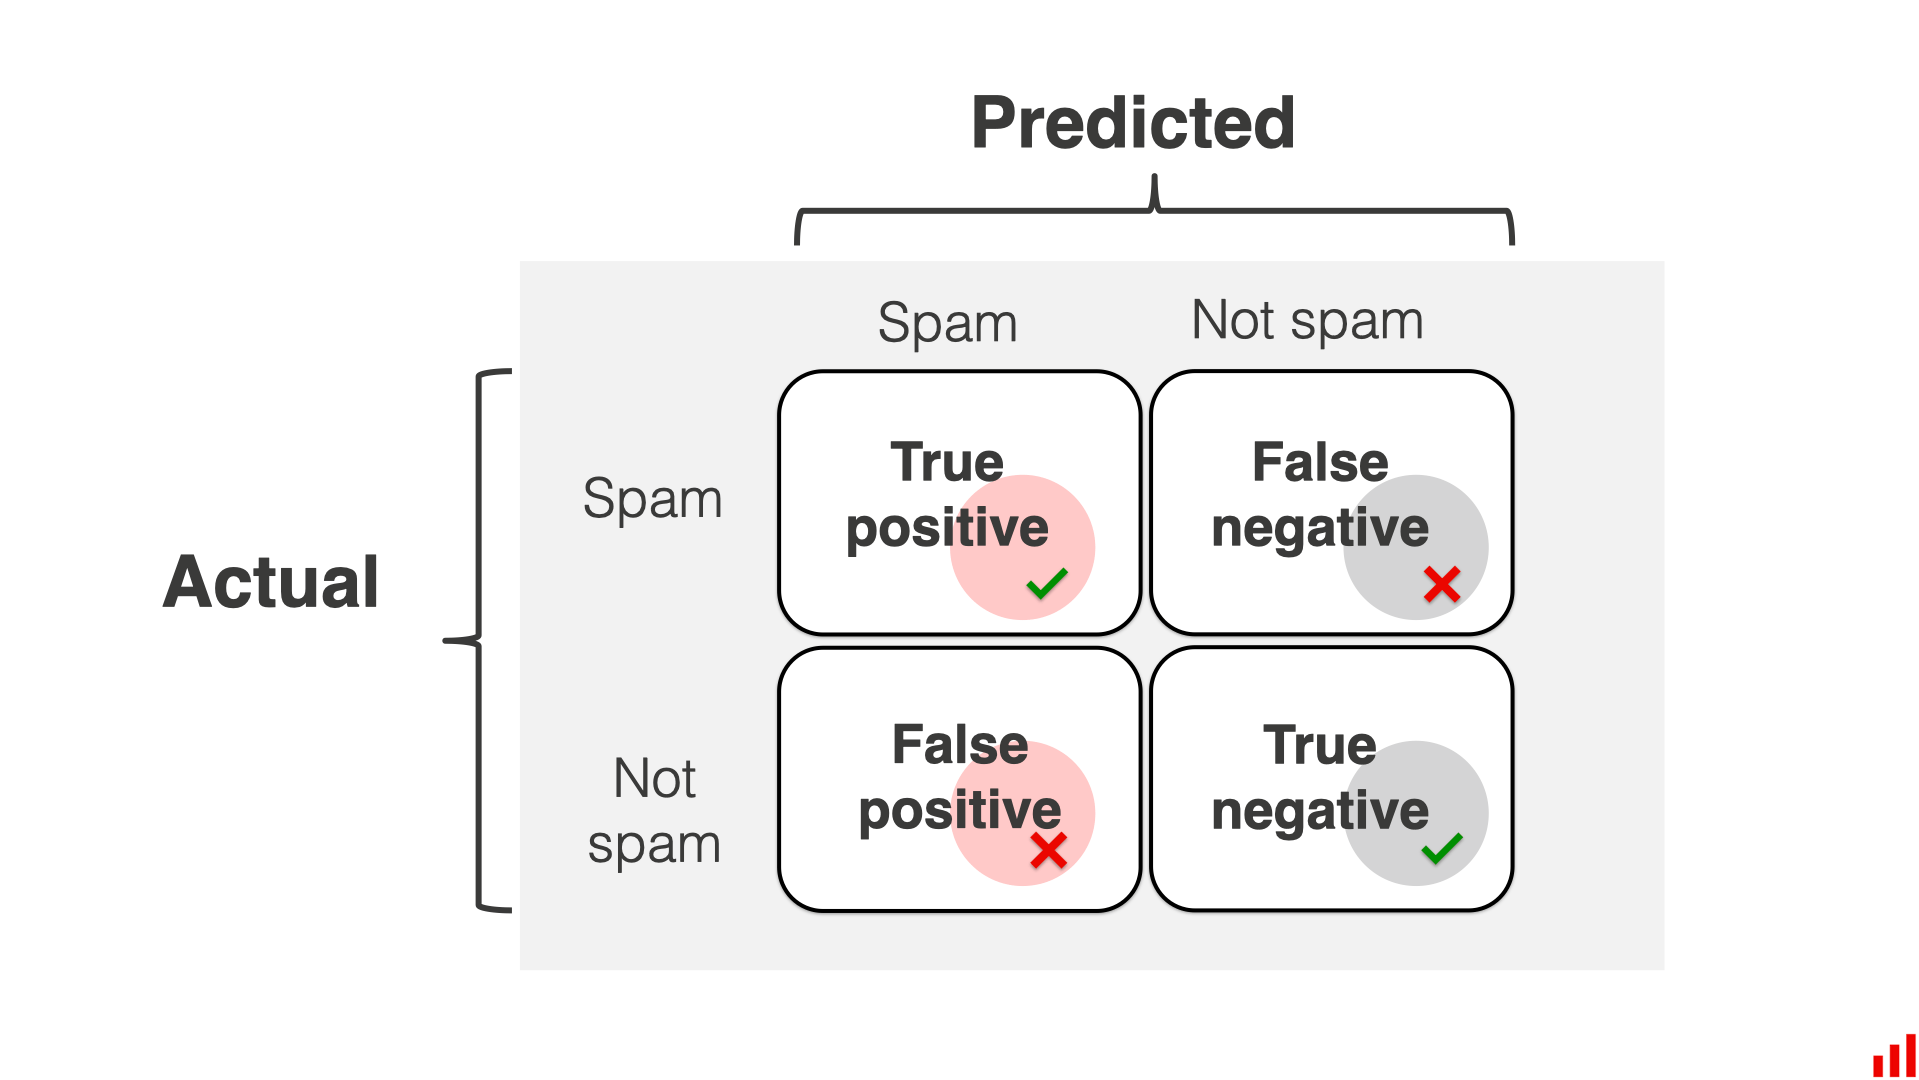 Predicted
Spam
Not spam
Actual
Spam
True
positive
False
negative
Not
spam
False
positive
True
negative